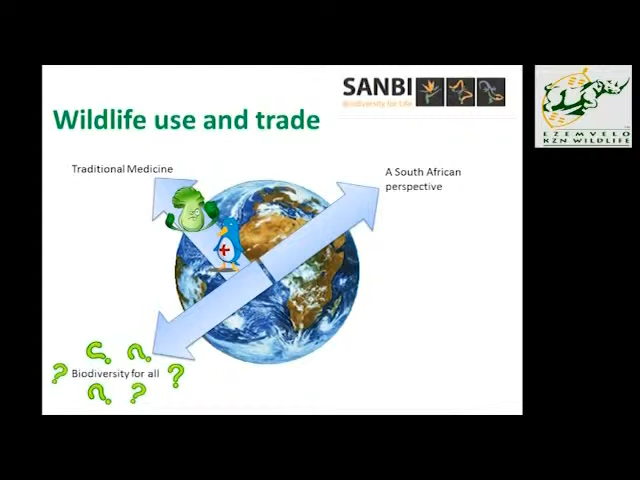 SANBI
Biodiversity for Life
Wildlife use and trade
EZEMVELO
KZN WILDLIFE
Traditional Medicine
A South African
perspective
? ?
? Biodiversity for all ?
? ?